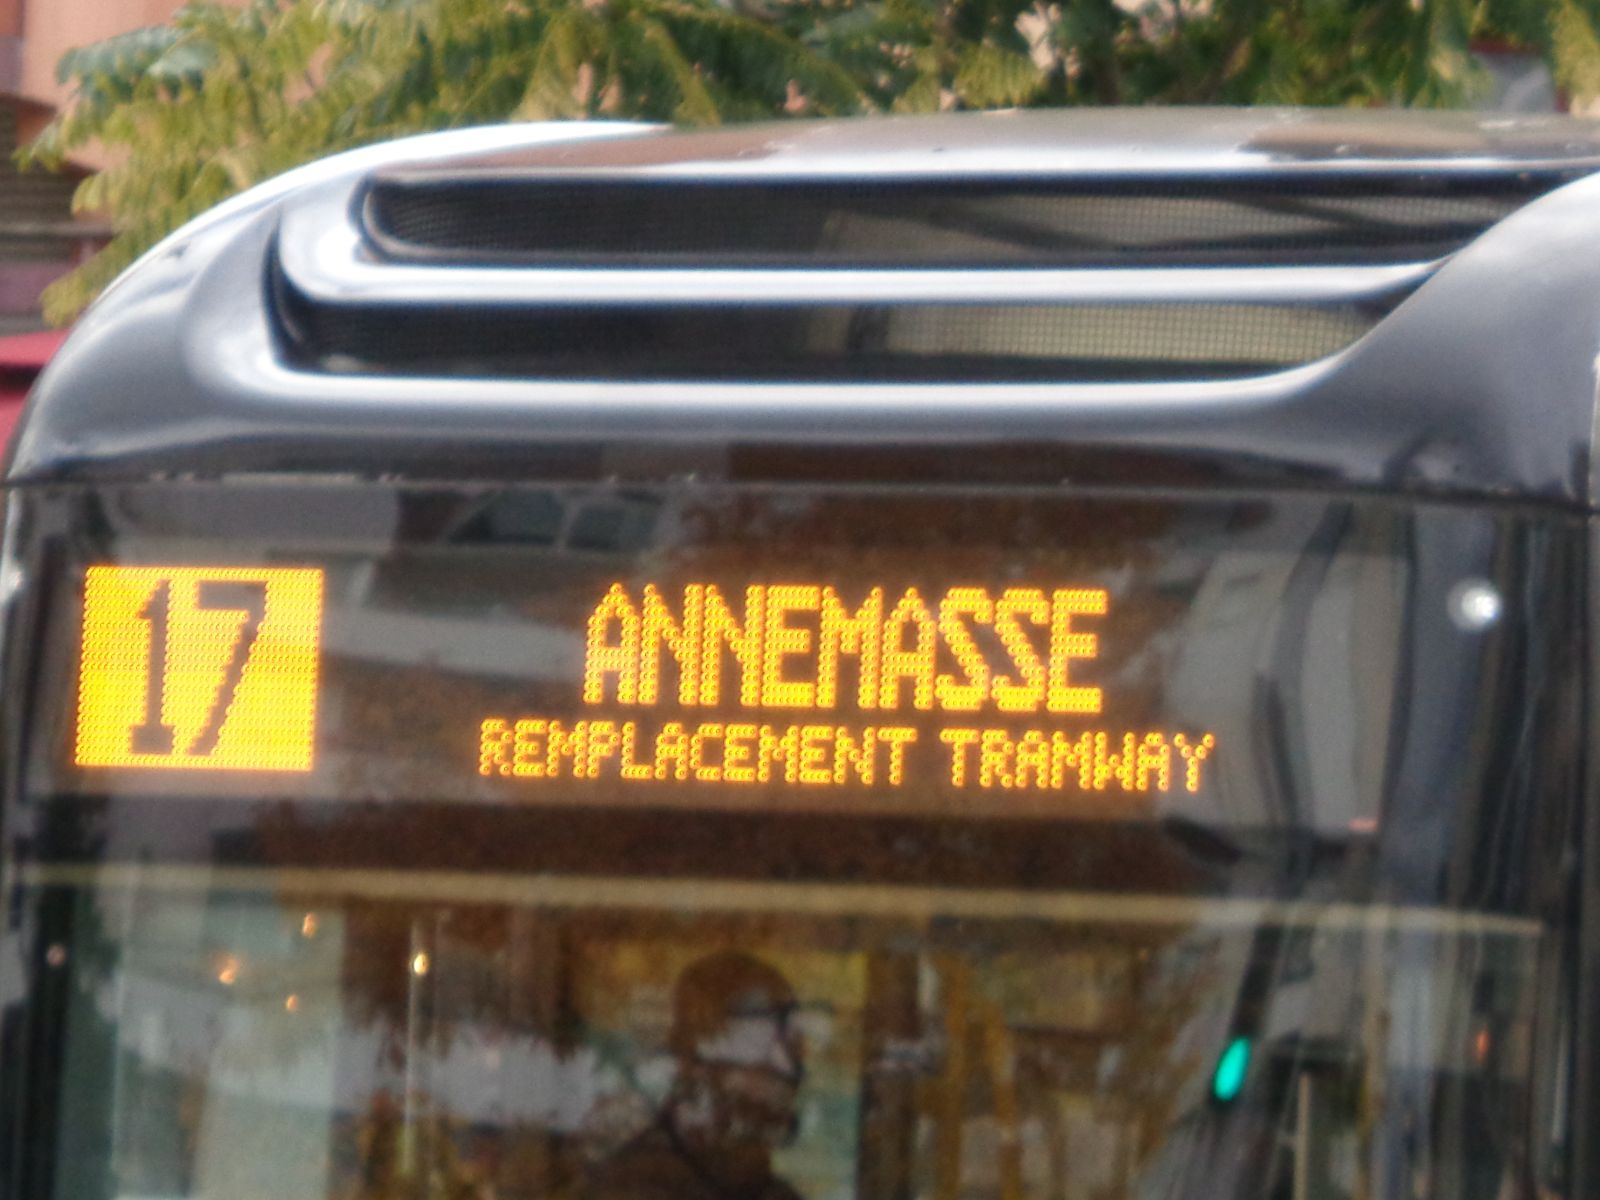 17
ANNEMASSE
REMPLACEMENT TRAMWAY